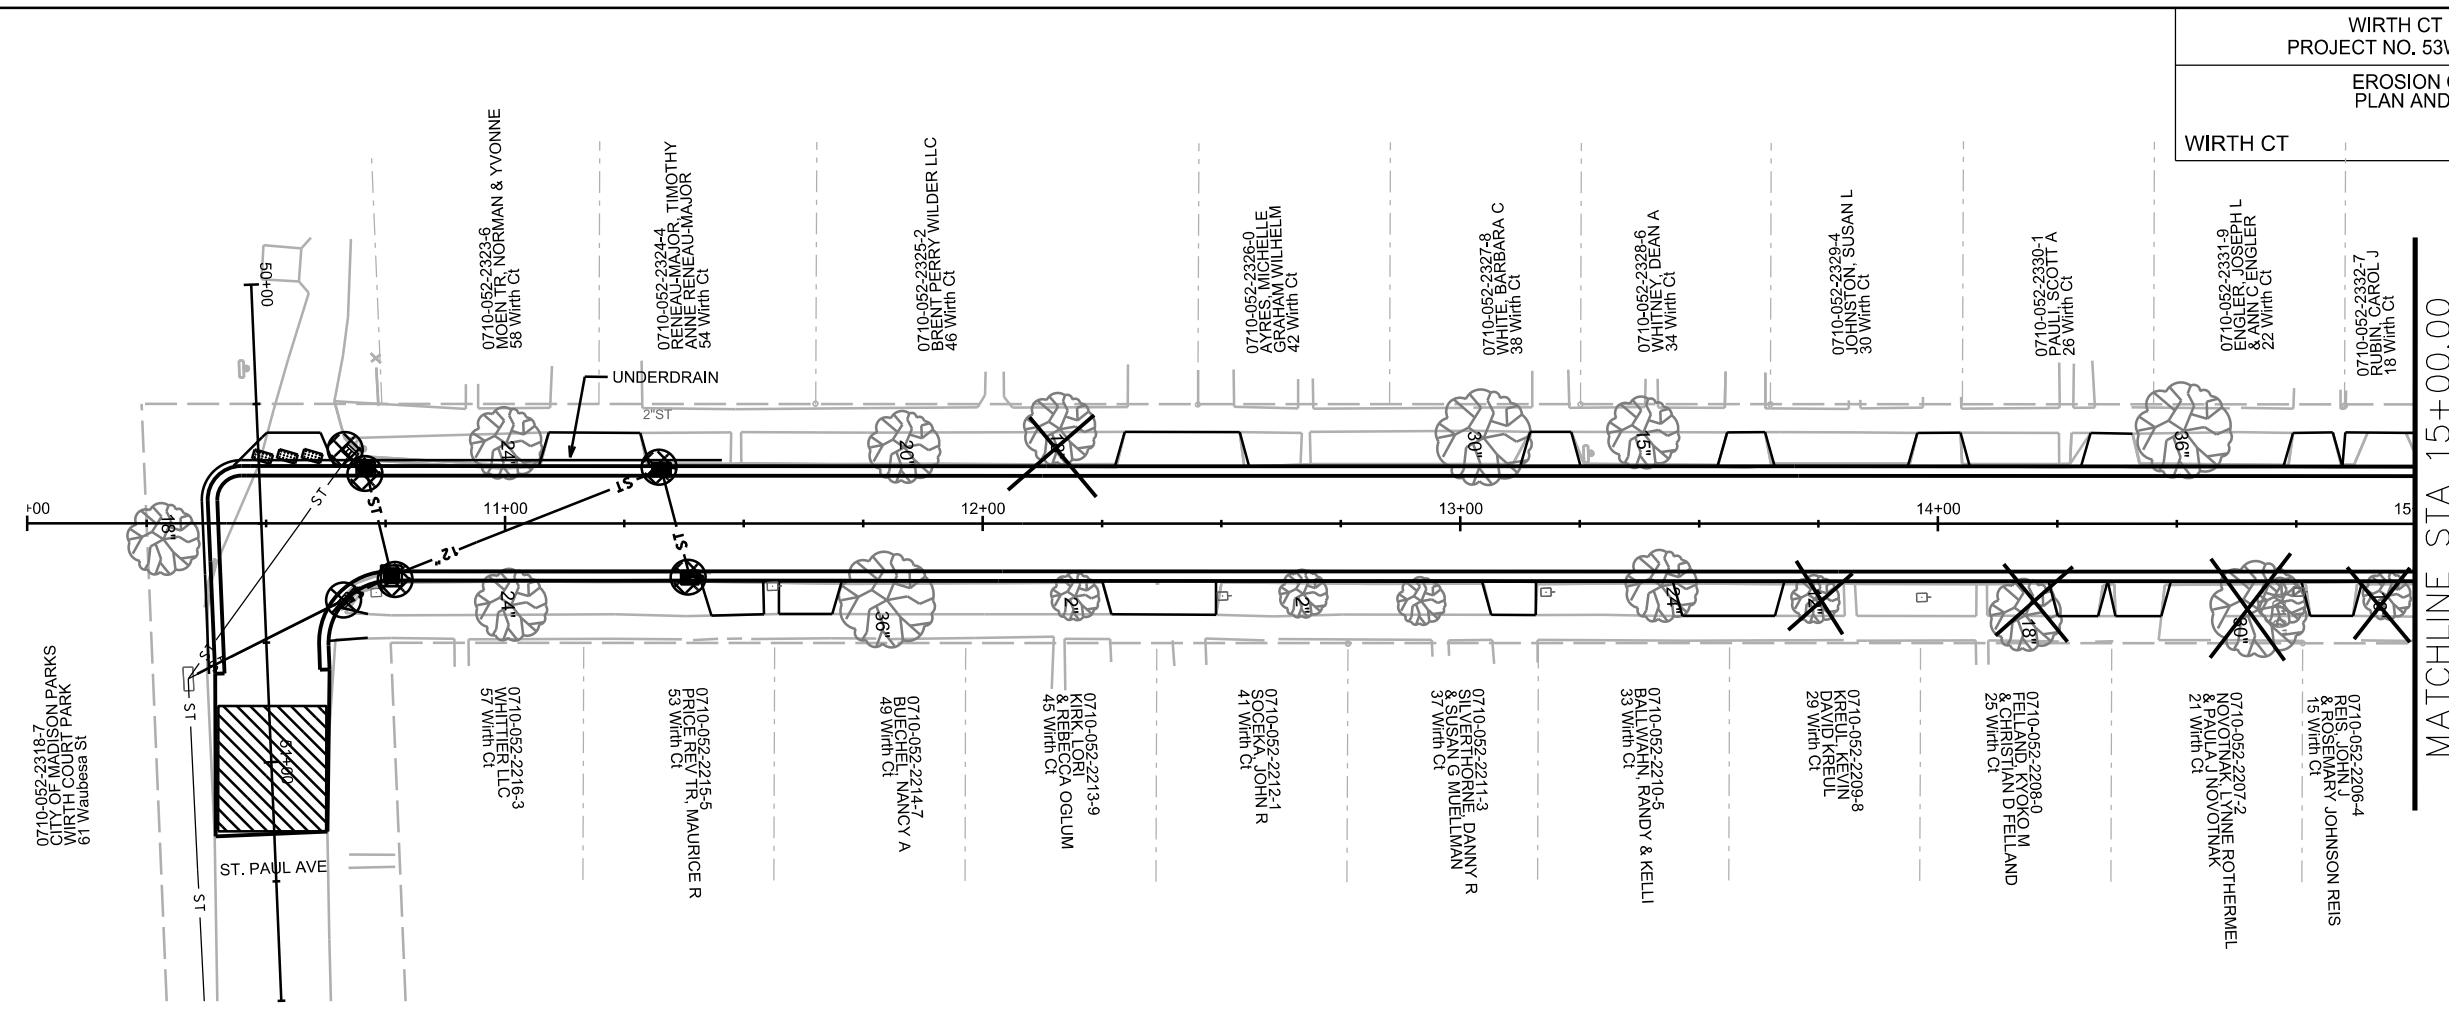 WIRTH CT
PROJECT NO. 53W
EROSION C
PLAN AND
WIRTH CT
0710-052-2323-6
MOEN TR, NORMAN & YVONNE
58 Wirth Ct
0710-052-2324-4
RENEAU-MAJOR, TIMOTHY
ANNE RENEAU-MAJOR
54 Wirth Ct
0710-052-2325-2
BRENT PERRY WILDER LLC
46 Wirth Ct
0710-052-2326-0
AYRES, MICHELLE
GRAHAM WILHELM
42 Wirth Ct
0710-052-2327-8
WHITE, BARBARA C
38 Wirth Ct
0710-052-2328-6
WHITNEY, DEAN A
34 Wirth Ct
0710-052-2329-4
JOHNSTON, SUSAN L
30 Wirth Ct
0710-052-2330-1
PAULI, SCOTT A
26 Wirth Ct
0710-052-2331-9
ENGLER, JOSEPH L
& ANN C ENGLER
22 Wirth Ct
0710-052-2332-7
RUBIN, CAROL J
18 Wirth Ct
50+00
UNDERDRAIN
2"ST
24"
20"
30"
15"
36"
ST
ST
ST
12"
ST
18"
+00
11+00
12+00
13+00
14+00
15
24"
36"
2"
2"
24"
12"
18"
30"
MATCHLINE STA 15+00.00
ST
ST
51+00
ST. PAUL AVE
0710-052-2318-7
CITY OF MADISON PARKS
WIRTH COURT PARK
61 Waubesa St
0710-052-2216-3
WHITTIER LLC
57 Wirth Ct
0710-052-2215-5
PRICE REV TR, MAURICE R
53 Wirth Ct
0710-052-2214-7
BUECHEL, NANCY A
49 Wirth Ct
0710-052-2213-9
KIRK, LORI
& REBECCA OGLUM
45 Wirth Ct
0710-052-2212-1
SOCEKA, JOHN R
41 Wirth Ct
0710-052-2211-3
SILVERTHORNE, DANNY R
& SUSAN G MUELLMAN
37 Wirth Ct
0710-052-2210-5
BALLWAHN, RANDY & KELLI
33 Wirth Ct
0710-052-2209-8
KREUL, KEVIN
DAVID KREUL
29 Wirth Ct
0710-052-2208-0
FELLAND, KYOKO M
& CHRISTIAN D FELLAND
25 Wirth Ct
0710-052-2207-2
NOVOTNAK, LYNNE ROTHERMEL
& PAULA J NOVOTNAK
21 Wirth Ct
0710-052-2206-4
REIS, JOHN J
& ROSEMARY JOHNSON REIS
15 Wirth Ct